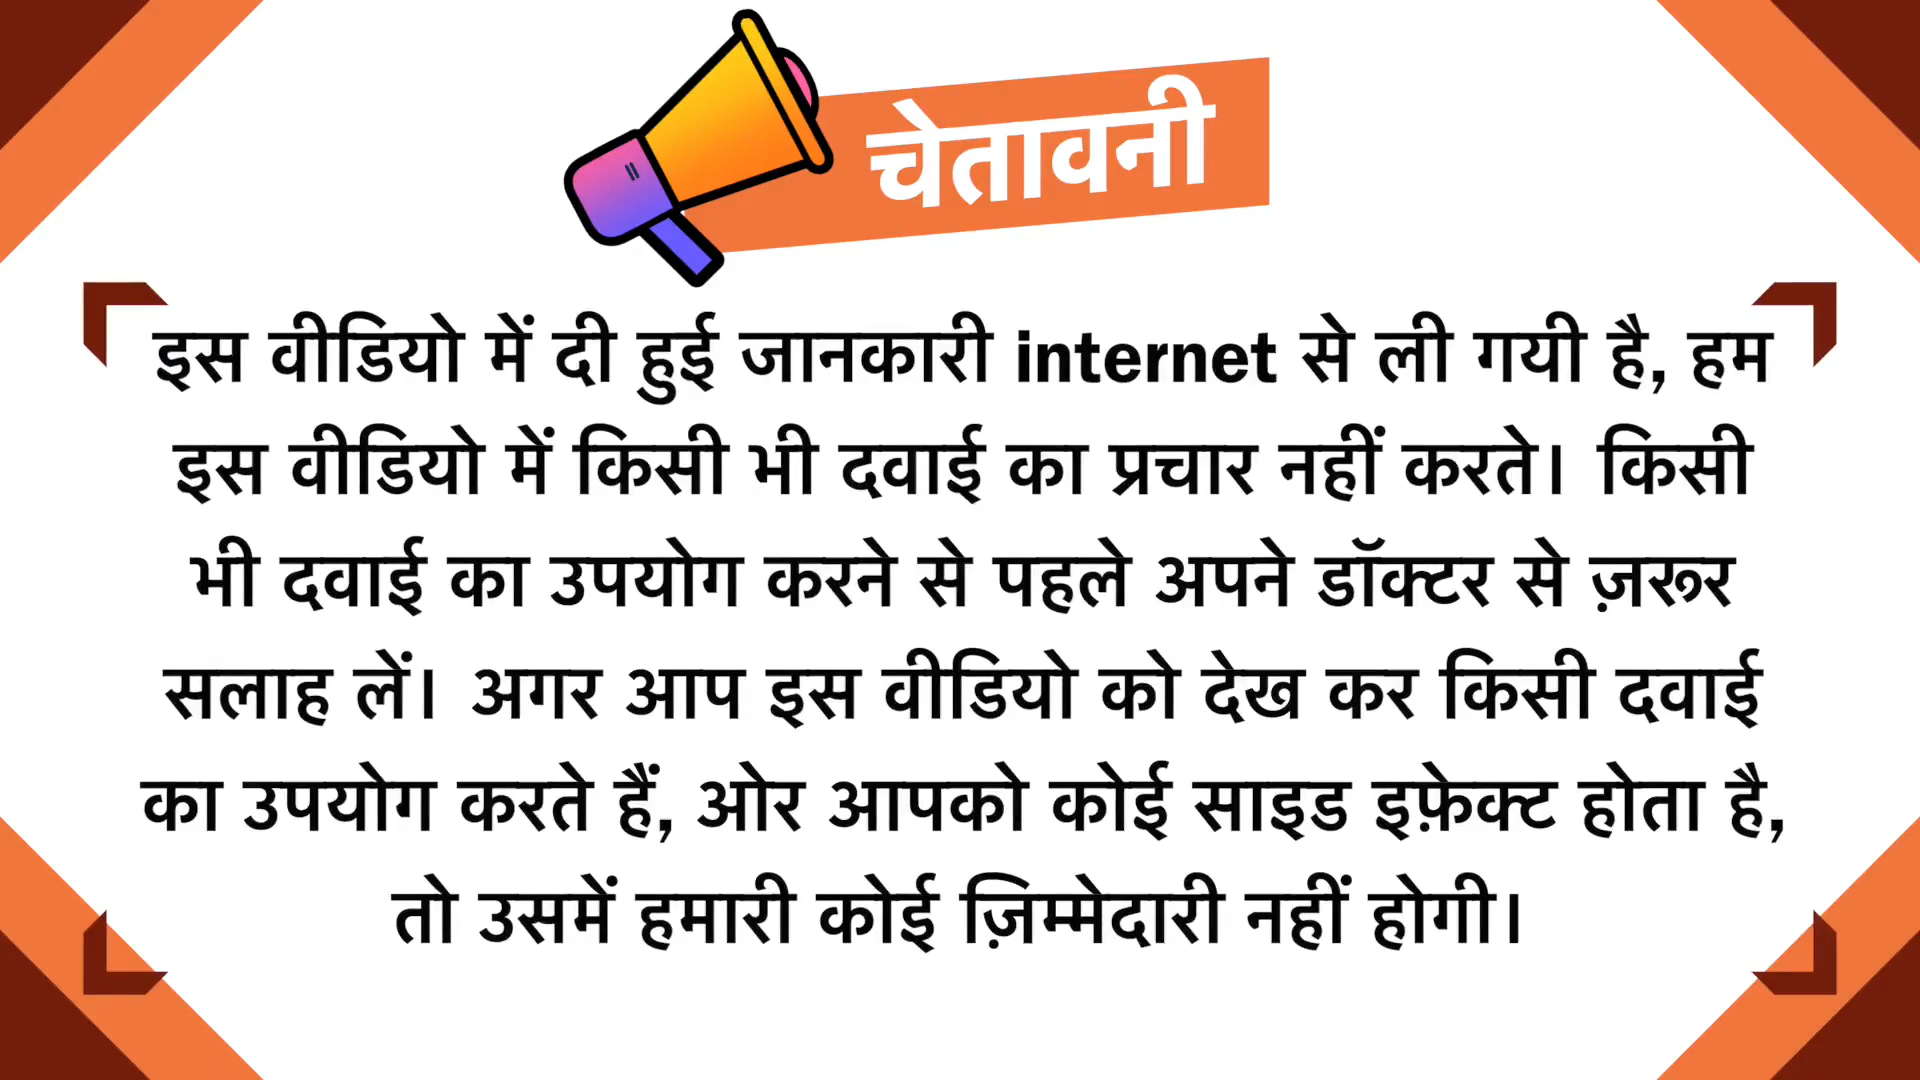 चेतावनी
इस वीडियो में दी हुई जानकारी internet से ली गयी है, हम
इस वीडियो में किसी भी दवाई का प्रचार नहीं करते। किसी
भी दवाई का उपयोग करने से पहले अपने डॉक्टर से ज़रूर
सलाह लें। अगर आप इस वीडियो को देख कर किसी दवाई
का उपयोग करते हैं, ओर आपको कोई साइड इफ़ेक्ट होता है,
तो उसमें हमारी कोई ज़िम्मेदारी नहीं होगी।